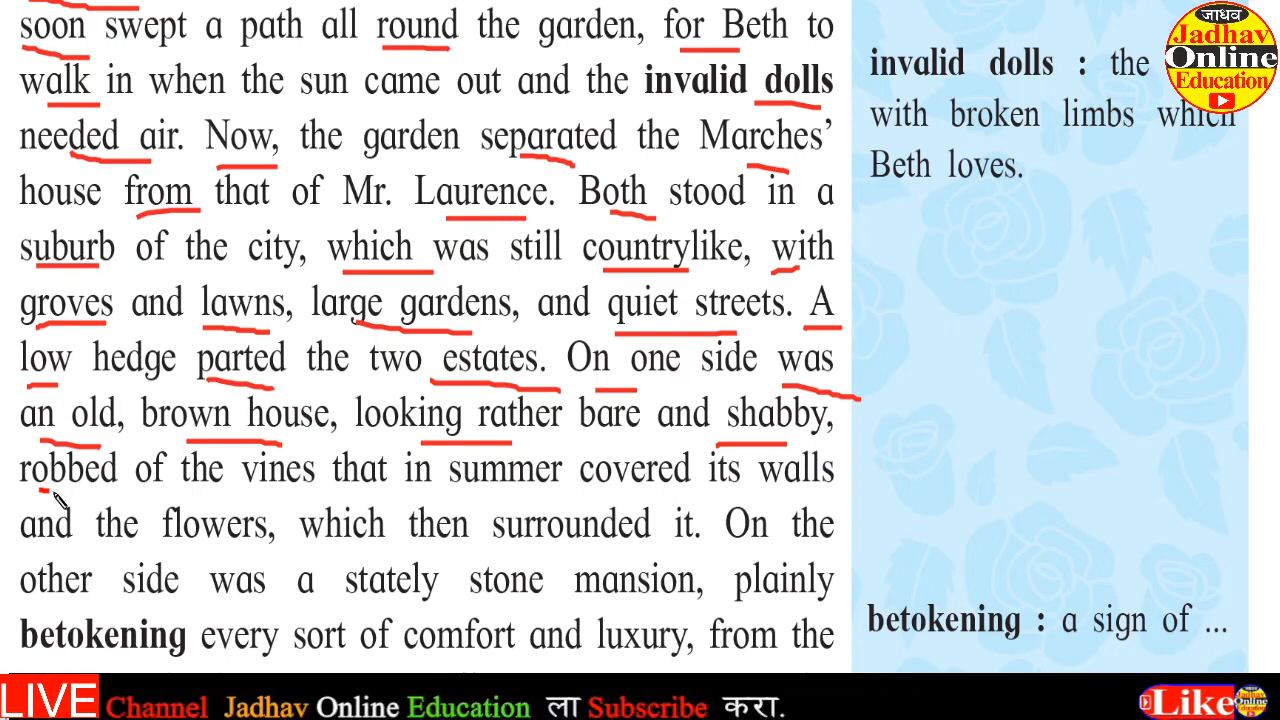 soon swept a path all round the garden, for Beth to
walk in when the sun came out and the invalid dolls
needed air. Now, the garden separated the Marches’
house from that of Mr. Laurence. Both stood in a
suburb of the city, which was still countrylike, with
groves and lawns, large gardens, and quiet streets. A
low hedge parted the two estates. On one side was
an old, brown house, looking rather bare and shabby,
robbed of the vines that in summer covered its walls
and the flowers, which then surrounded it. On the
other side was a stately stone mansion, plainly
betokening every sort of comfort and luxury, from the
invalid dolls : the
with broken limbs which
Beth loves.
betokening : a sign of ...
जाधव
Jadhav
Online
Education
LIVE Channel Jadhav Online Education ला Subscribe करा.
Like